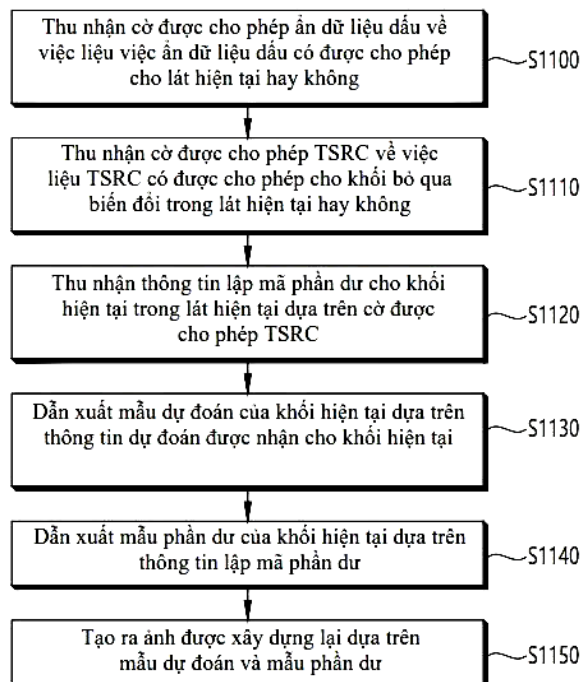 Thu nhận cờ được cho phép ẩn dữ liệu dấu về
việc liệu việc ẩn dữ liệu dấu có được cho phép
cho lát hiện tại hay không
S1100
Thu nhận cờ được cho phép TSRC về việc
liệu TSRC có được cho phép cho khối bỏ qua
biến đổi trong lát hiện tại hay không
S1110
Thu nhận thông tin lập mã phần dư cho khối
hiện tại trong lát hiện tại dựa trên cờ được
cho phép TSRC
S1120
Dẫn xuất mẫu dự đoán của khối hiện tại dựa trên
thông tin dự đoán được nhận cho khối hiện tại
S1130
Dẫn xuất mẫu phần dư của khối hiện tại dựa trên
thông tin lập mã phần dư
S1140
Tạo ra ảnh được xây dựng lại dựa trên
mẫu dự đoán và mẫu phần dư
S1150